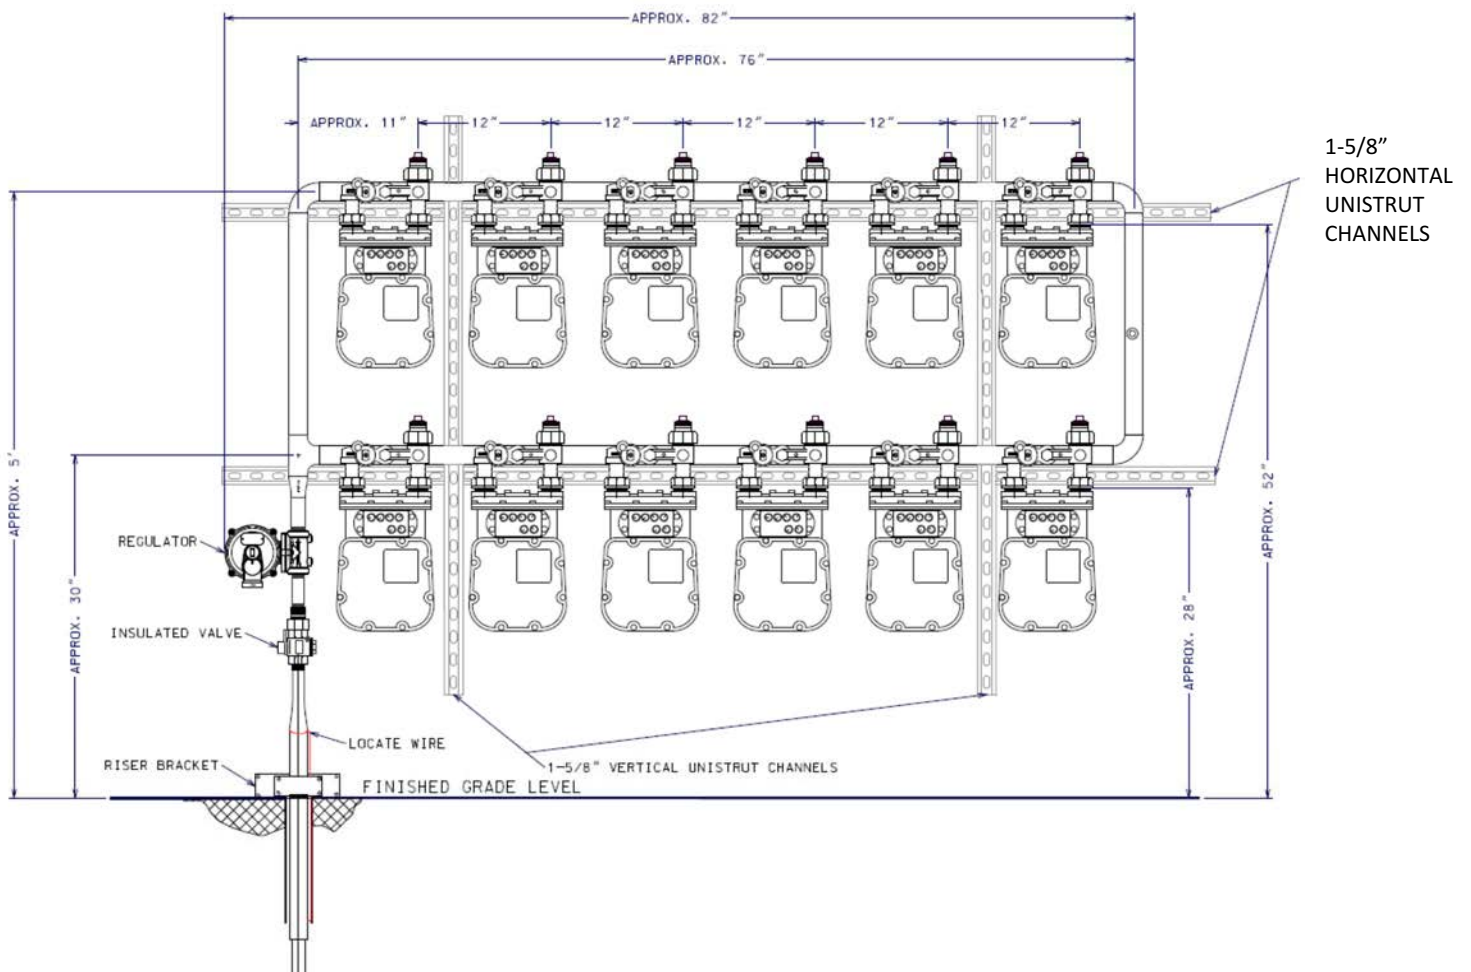 APPROX. 82"
APPROX. 76"
APPROX. 11"
12"
12"
12"
12"
12"
1-5/8"
HORIZONTAL
UNISTRUT
CHANNELS
APPROX. 5'
APPROX. 52"
REGULATOR
APPROX. 30"
INSULATED VALVE
APPROX. 28"
LOCATE WIRE
RISER BRACKET
1-5/8" VERTICAL UNISTRUT CHANNELS
FINISHED GRADE LEVEL